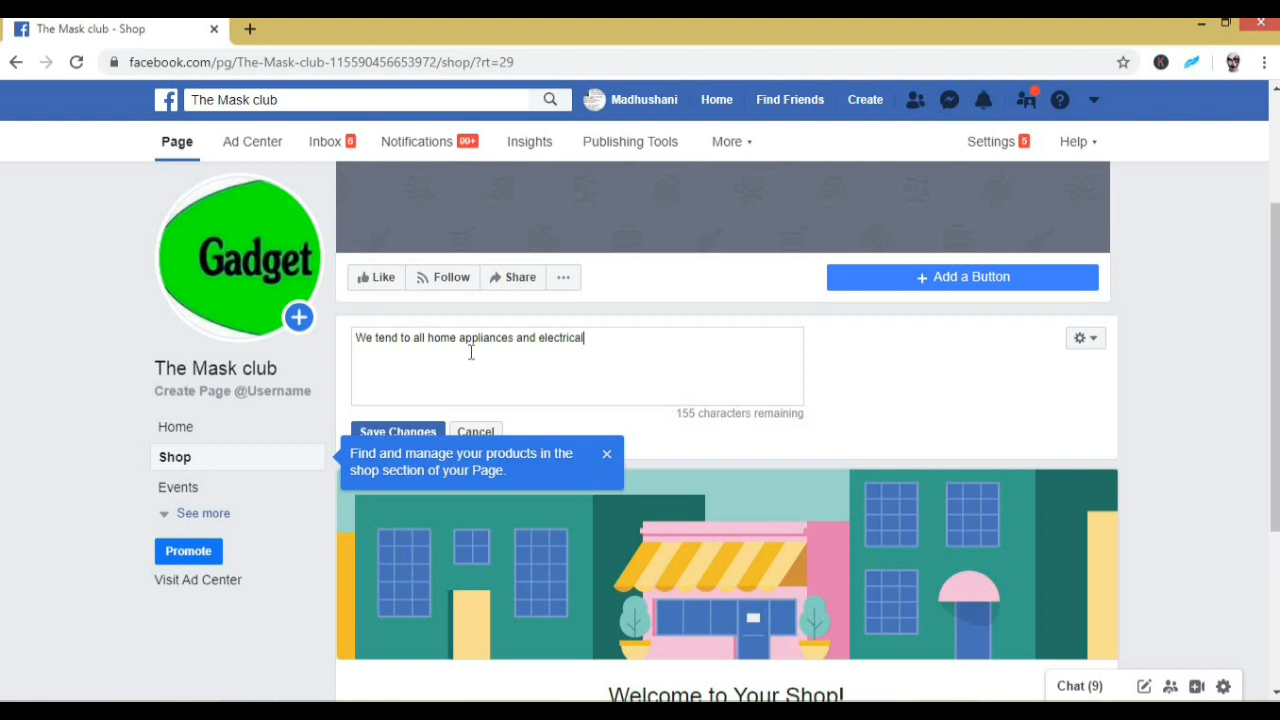 The Mask club - Shop
facebook.com/pg/The-Mask-club-115590456653972/shop/?rt=29
The Mask club
Madhushani
Home
Find Friends
Create
Page
Ad Center
Inbox 6
Notifications 99+
Insights
Publishing Tools
More
Settings 5
Help
Gadget
Like
Follow
Share
+ Add a Button
We tend to all home appliances and electrical
155 characters remaining
Save Changes
Cancel
The Mask club
Create Page @Username
Home
Shop
Find and manage your products in the
shop section of your Page.
Events
See more
Promote
Visit Ad Center
Chat (9)
Welcome to Your Shop!